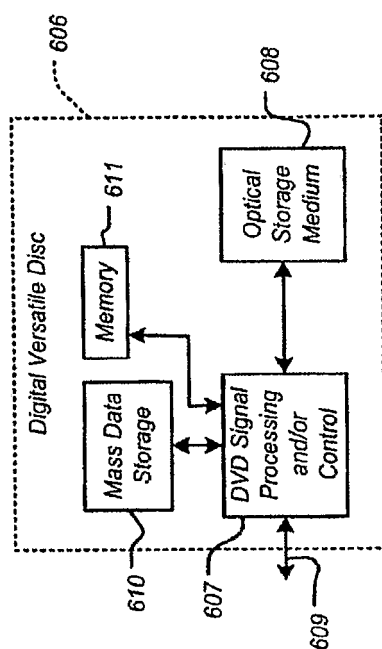 606
Digital Versatile Disc
611
Memory
608
Mass Data
Storage
Optical
Storage
Medium
610
DVD Signal
Processing
and/or Control
607
609